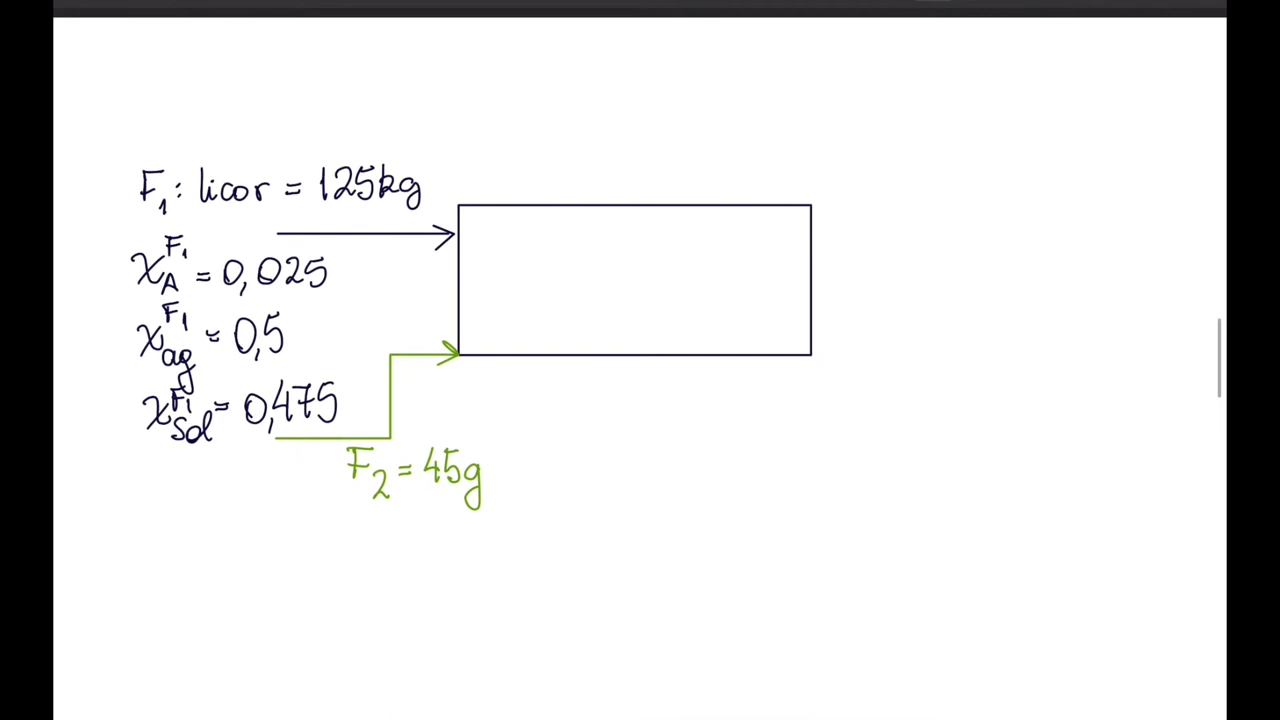 F₁: licor = 125kg
x_A^F₁ = 0,025
x_ag^F₁ = 0,5
x_Sol^F₁ = 0,475
F₂ = 45g